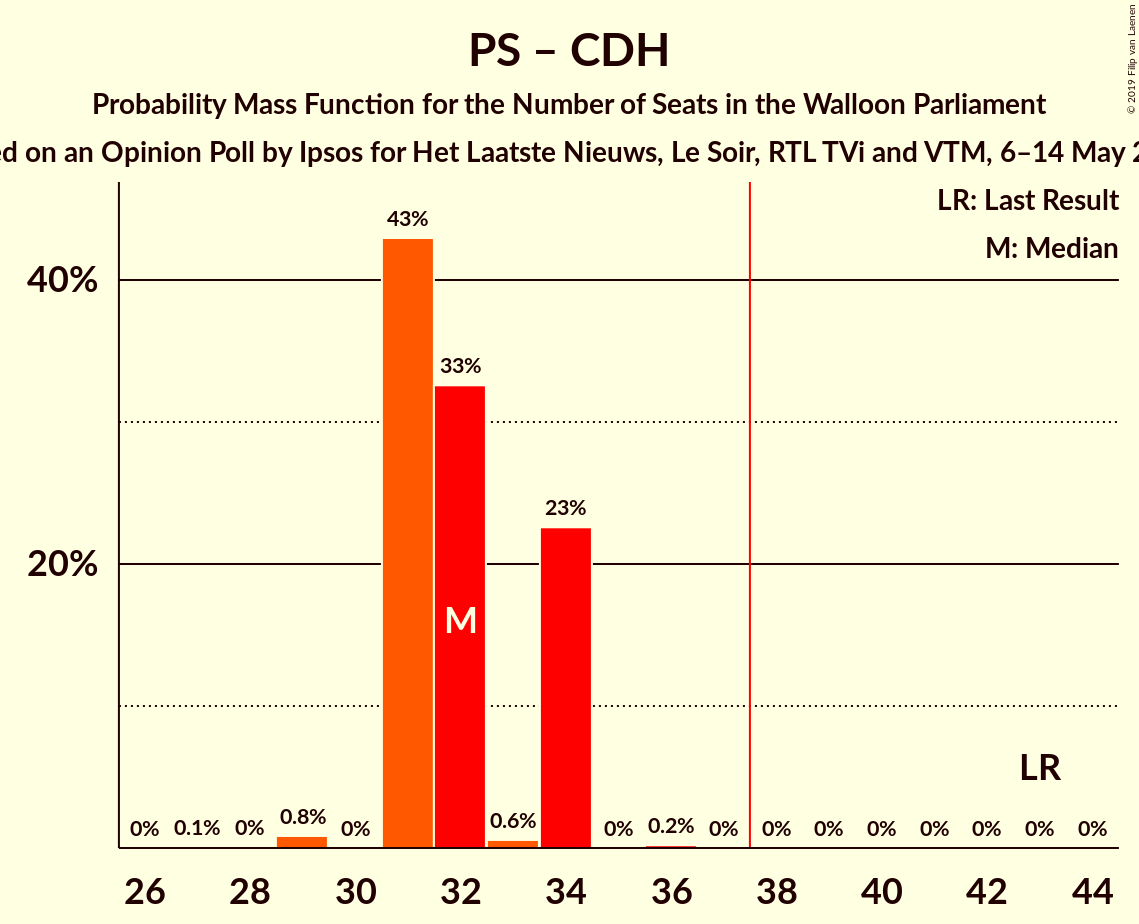 PS – CDH
Probability Mass Function for the Number of Seats in the Walloon Parliament
on an Opinion Poll by Ipsos for Het Laatste Nieuws, Le Soir, RTL TVi and VTM, 6–14 May
© 2019 Filip van Laenen
LR: Last Result
M: Median
40%
20%
0% 0.1% 0% 0.8% 0% 43% 33% 0.6% 23% 0% 0.2% 0% 0% 0% 0% 0% 0% 0% 0%
M
LR
26 28 30 32 34 36 38 40 42 44